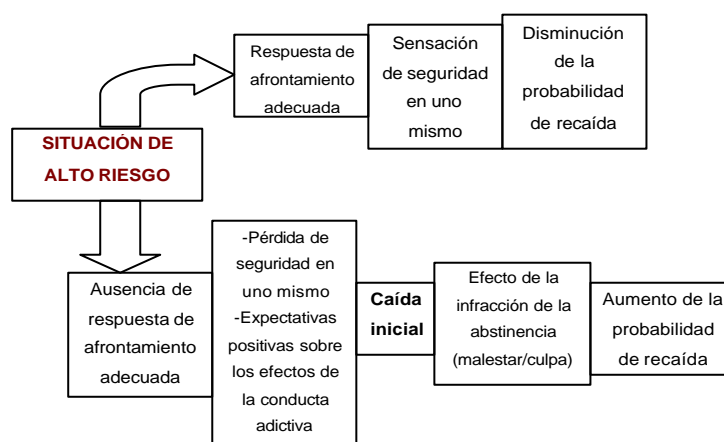 Respuesta de
afrontamiento
adecuada
Sensación
de seguridad
en uno
mismo
Disminución
de la
probabilidad
de recaída
SITUACIÓN DE
ALTO RIESGO
Ausencia de
respuesta de
afrontamiento
adecuada
-Pérdida de
seguridad en
uno mismo
-Expectativas
positivas sobre
los efectos de
la conducta
adictiva
Caída
inicial
Efecto de la
infracción de la
abstinencia
(malestar/culpa)
Aumento de la
probabilidad
de recaída